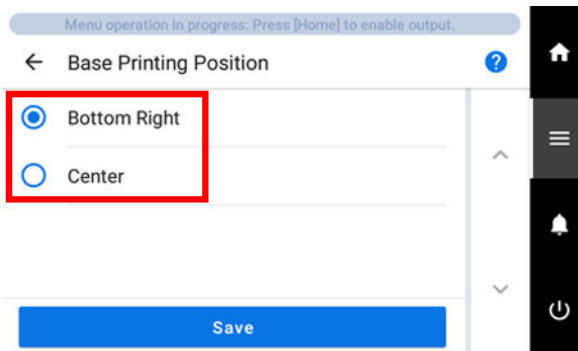 Menu operation in progress: Press [Home] to enable output.
Base Printing Position
?
Bottom Right
Center
Save